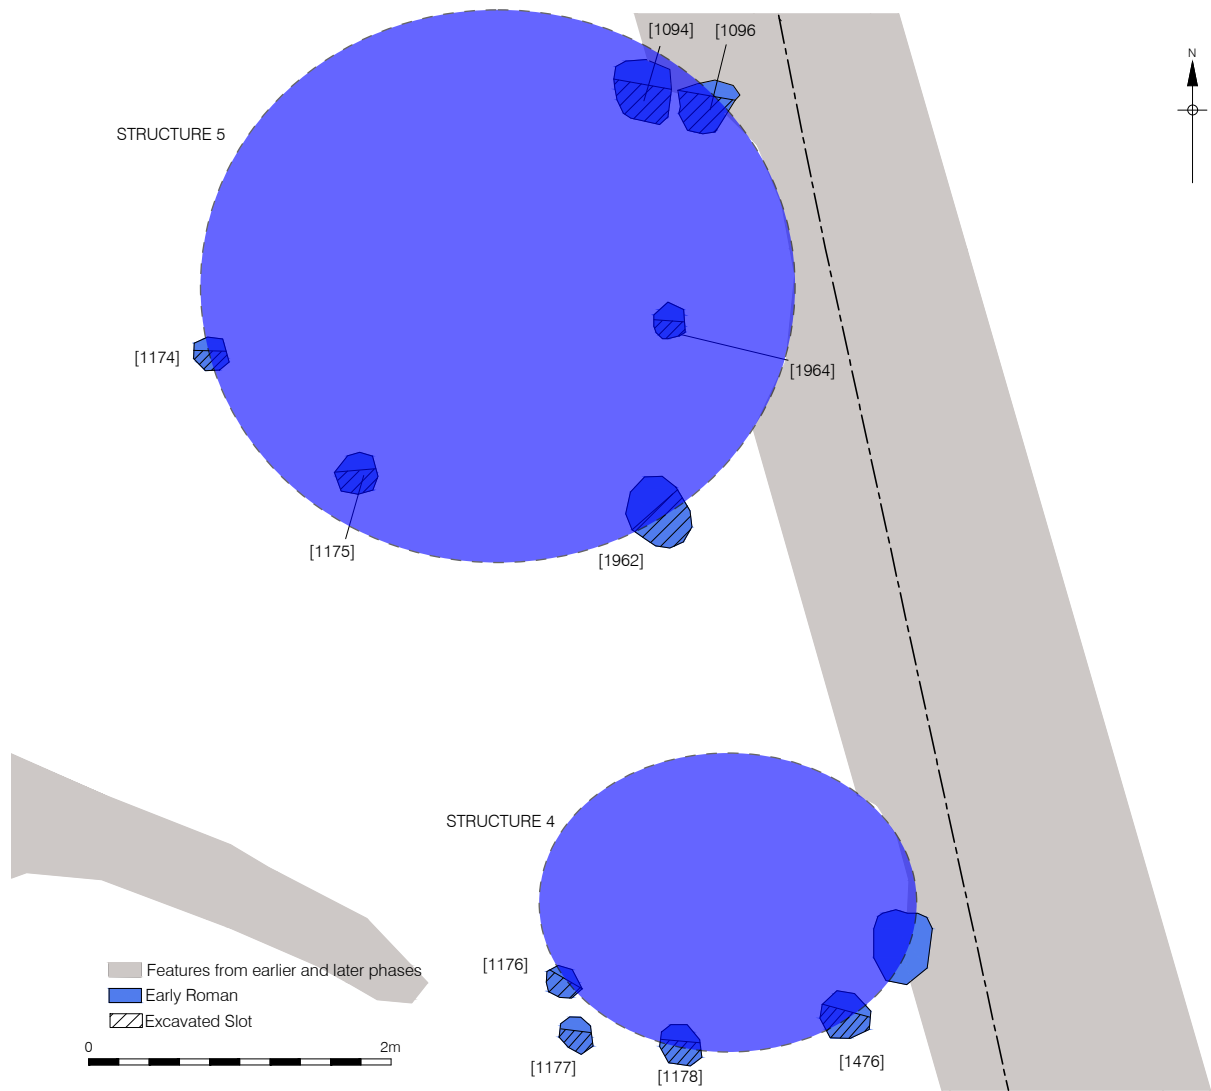 [1094]
[1096
N
STRUCTURE 5
[1174]
[1964]
[1175]
[1962]
STRUCTURE 4
[1176]
Features from earlier and later phases
Early Roman
Excavated Slot
0 2m
[1177]
[1178]
[1476]